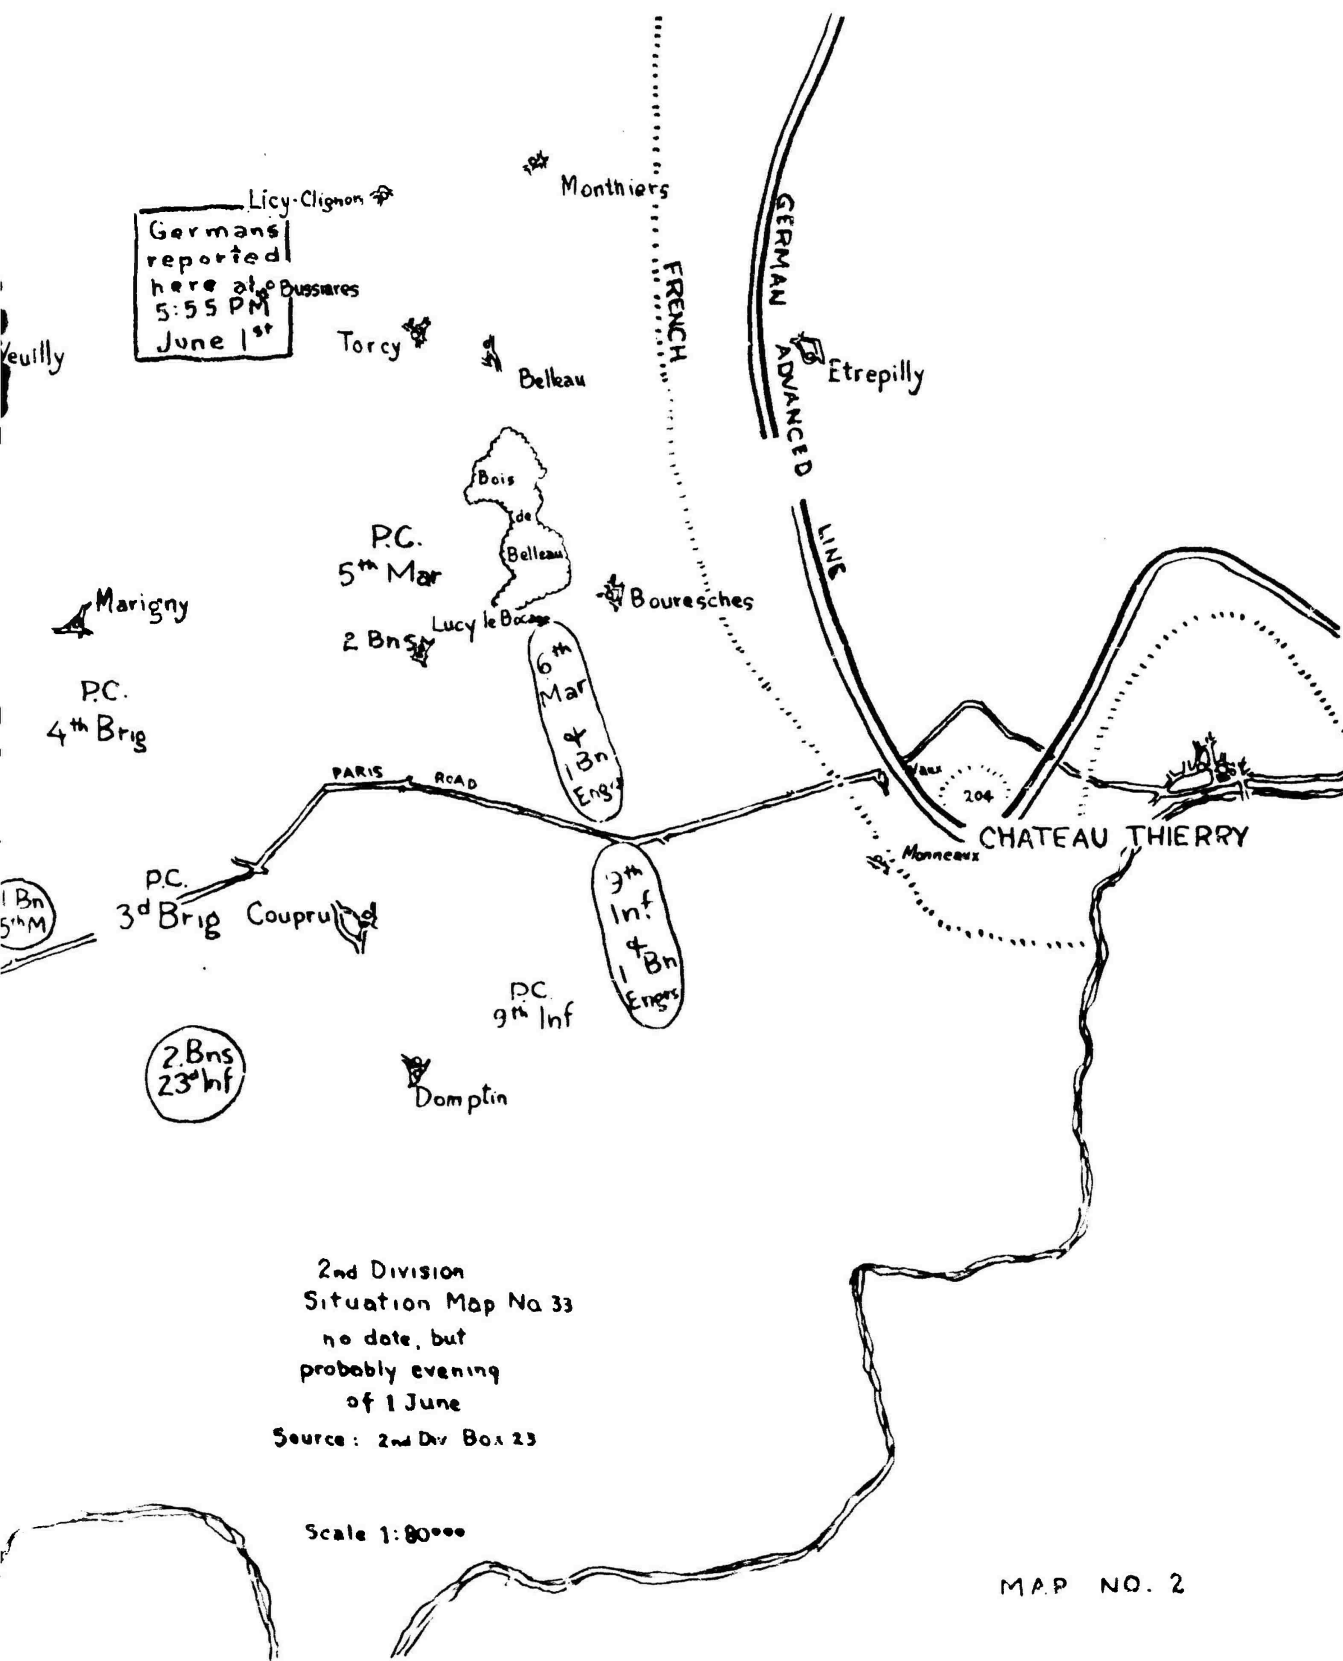 Monthiers
Licy-Clignon
Germans
reported
here at
5:55 PM
June 1st
Bussiares
FRENCH
GERMAN ADVANCED LINE
Veuilly
Torcy
Belleau
Etrepilly
Bois
de
Belleau
P.C.
5th Mar
Marigny
Bouresches
Lucy le Bocage
2 Bns
6th
Mar
&
1 Bn
Engrs
P.C.
4th Brig
PARIS ROAD
Vaux
204
CHATEAU THIERRY
Monneaux
P.C.
3d Brig
Coupru
1 Bn
5th M
9th
Inf
&
1 Bn
Engrs
P.C.
9th Inf
2 Bns
23d Inf
Domptin
2nd Division
Situation Map No 33
no date, but
probably evening
of 1 June
Source: 2nd Div Box 23
Scale 1:80000
MAP NO. 2